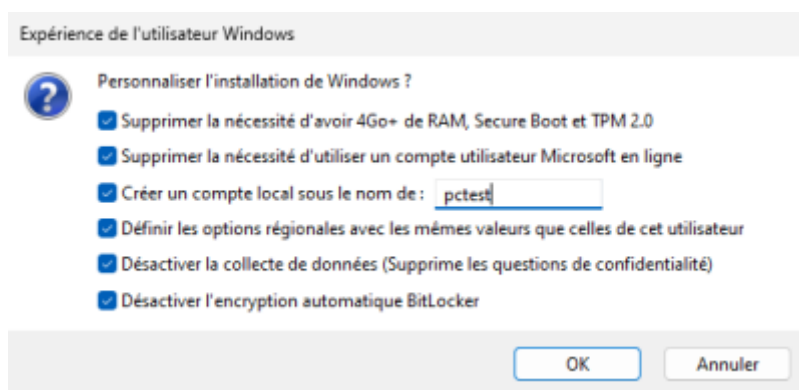 Expérience de l'utilisateur Windows
Personnaliser l'installation de Windows ?
Supprimer la nécessité d'avoir 4Go+ de RAM, Secure Boot et TPM 2.0
Supprimer la nécessité d'utiliser un compte utilisateur Microsoft en ligne
Créer un compte local sous le nom de : pctest
Définir les options régionales avec les mêmes valeurs que celles de cet utilisateur
Désactiver la collecte de données (Supprime les questions de confidentialité)
Désactiver l'encryption automatique BitLocker
OK Annuler